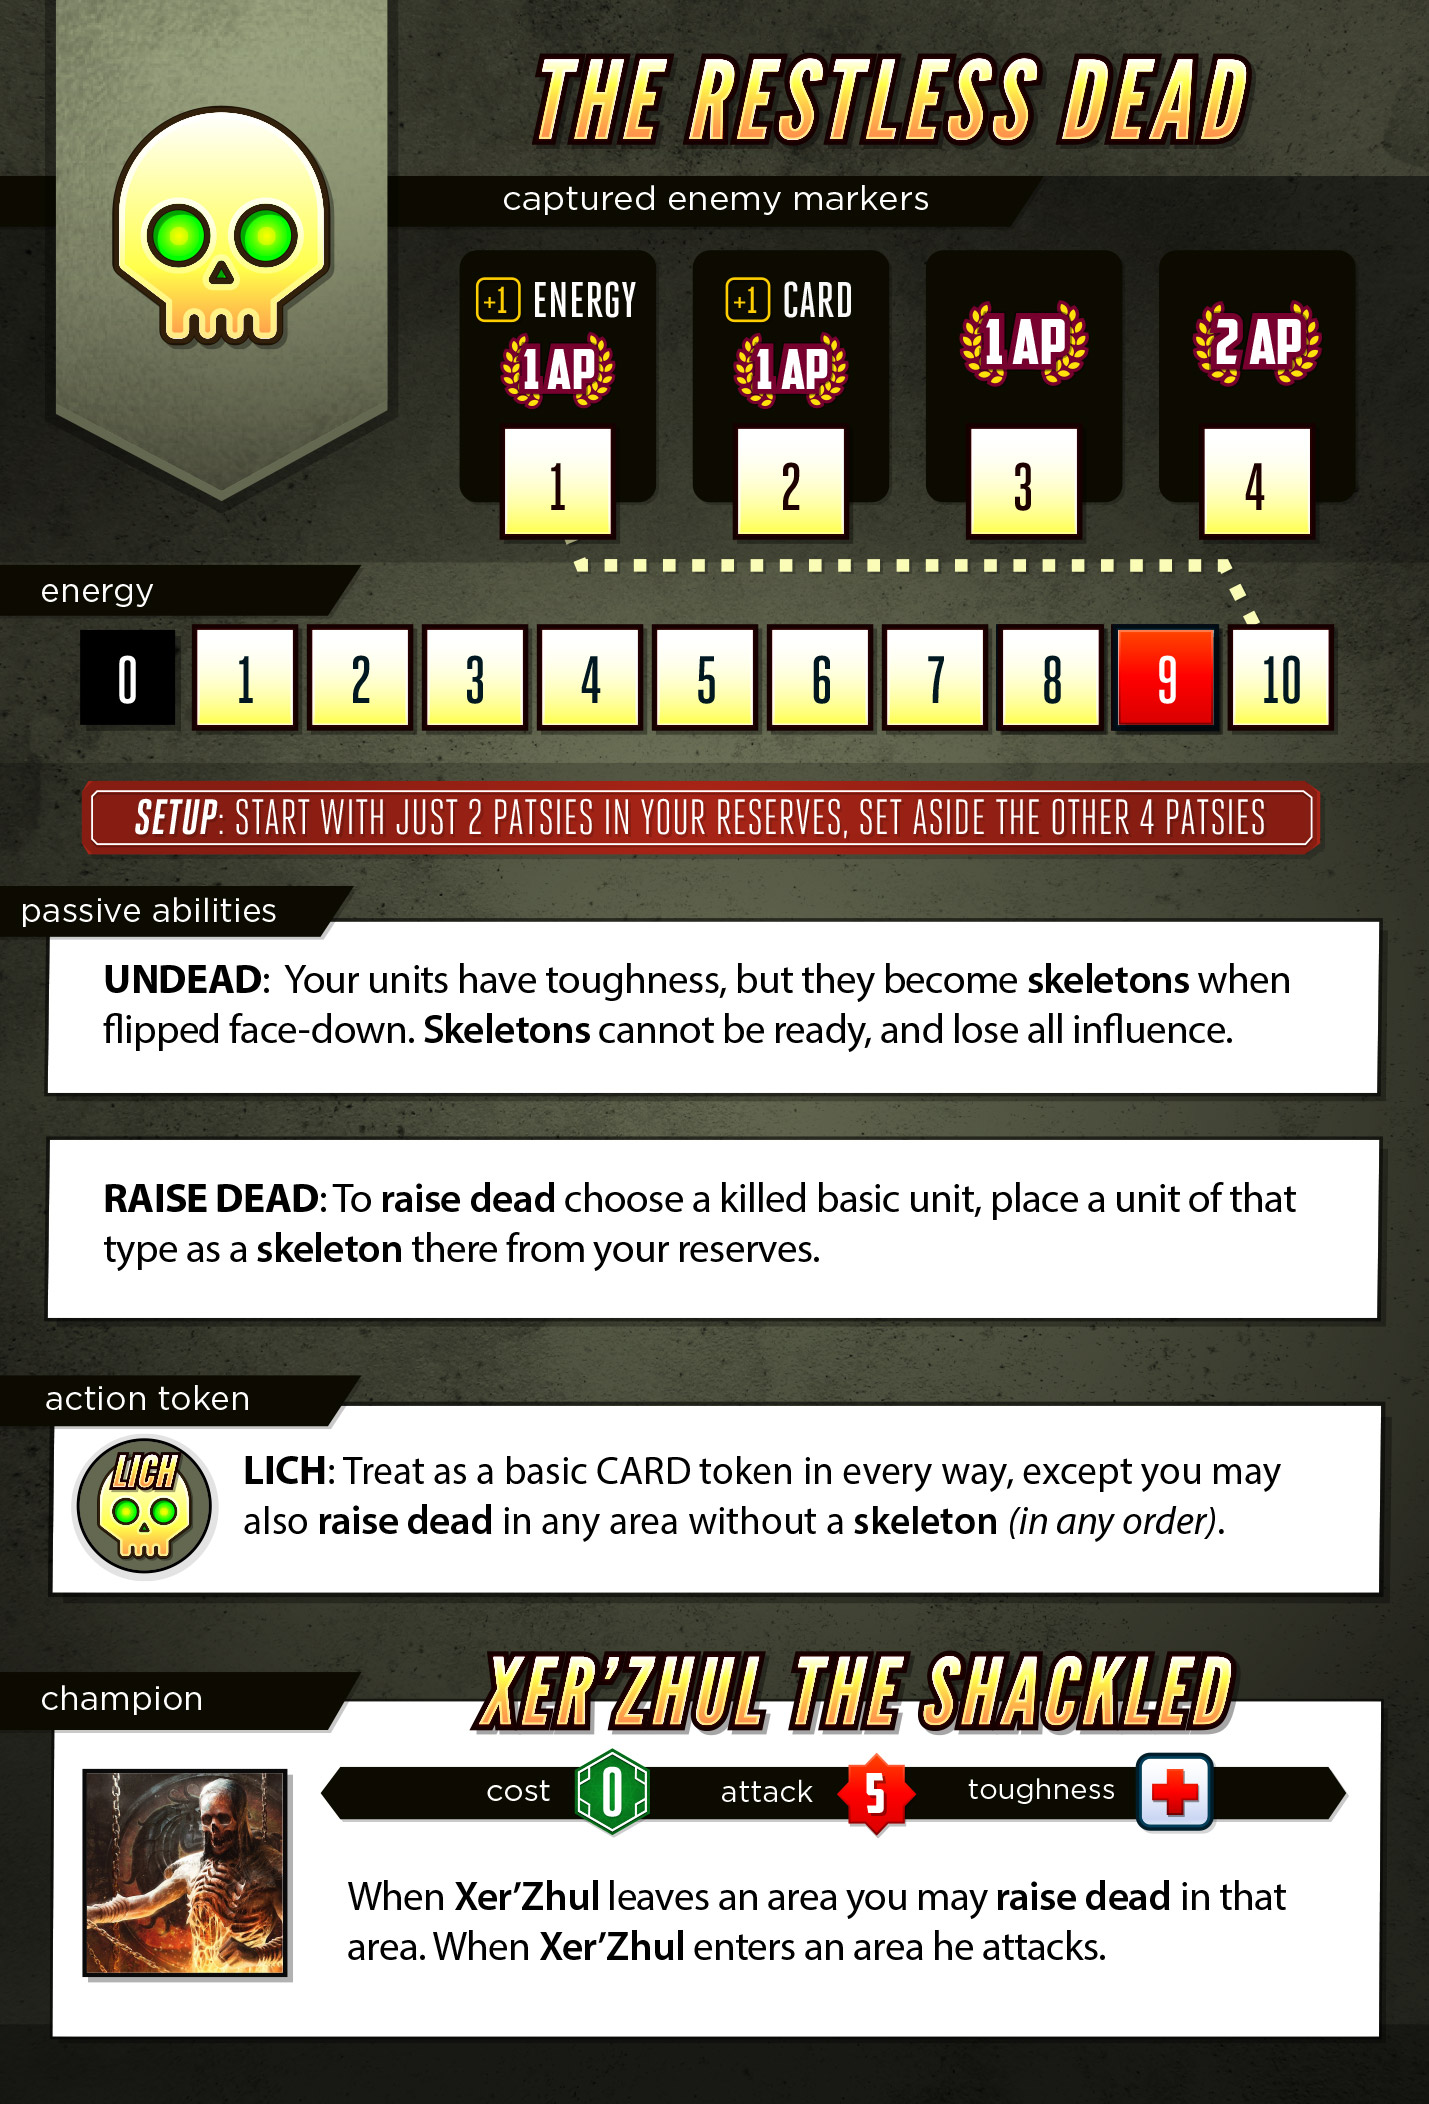 THE RESTLESS DEAD
captured enemy markers
+1 ENERGY
1 AP
1
+1 CARD
1 AP
2
1 AP
3
2 AP
4
energy
0 1 2 3 4 5 6 7 8 9 10
SETUP: START WITH JUST 2 PATSIES IN YOUR RESERVES, SET ASIDE THE OTHER 4 PATSIES
passive abilities
UNDEAD: Your units have toughness, but they become skeletons when
flipped face-down. Skeletons cannot be ready, and lose all influence.
RAISE DEAD: To raise dead choose a killed basic unit, place a unit of that
type as a skeleton there from your reserves.
action token
LICH
LICH: Treat as a basic CARD token in every way, except you may
also raise dead in any area without a skeleton (in any order).
champion
XER'ZHUL THE SHACKLED
cost 0 attack 5 toughness
When Xer'Zhul leaves an area you may raise dead in that
area. When Xer'Zhul enters an area he attacks.